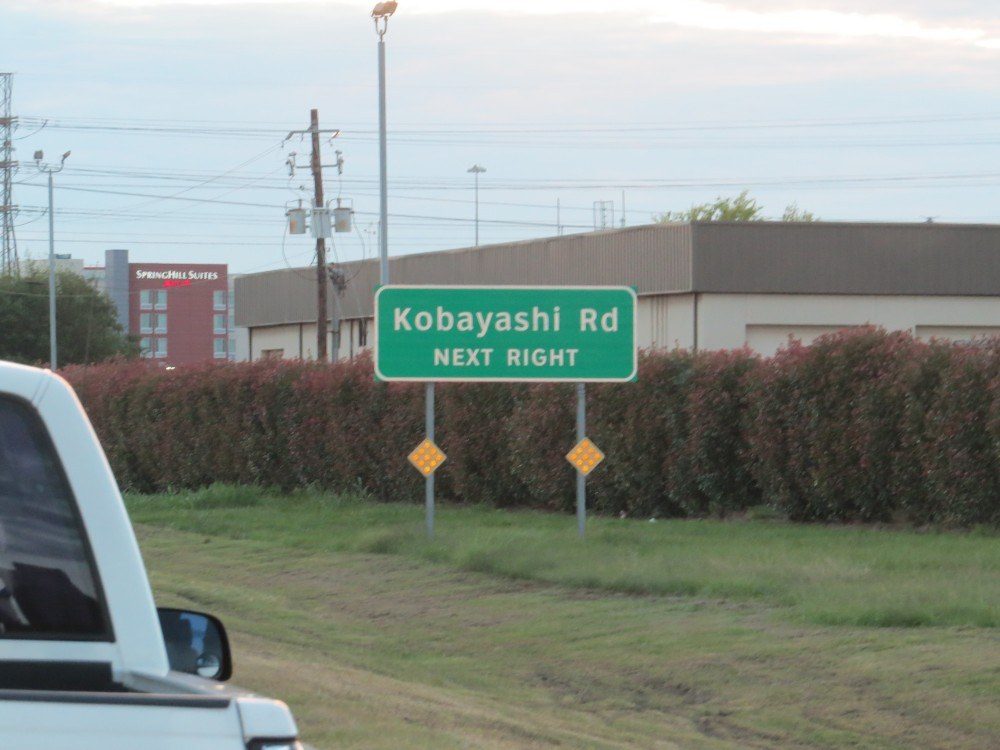 SPRINGHILL SUITES
Kobayashi Rd
NEXT RIGHT